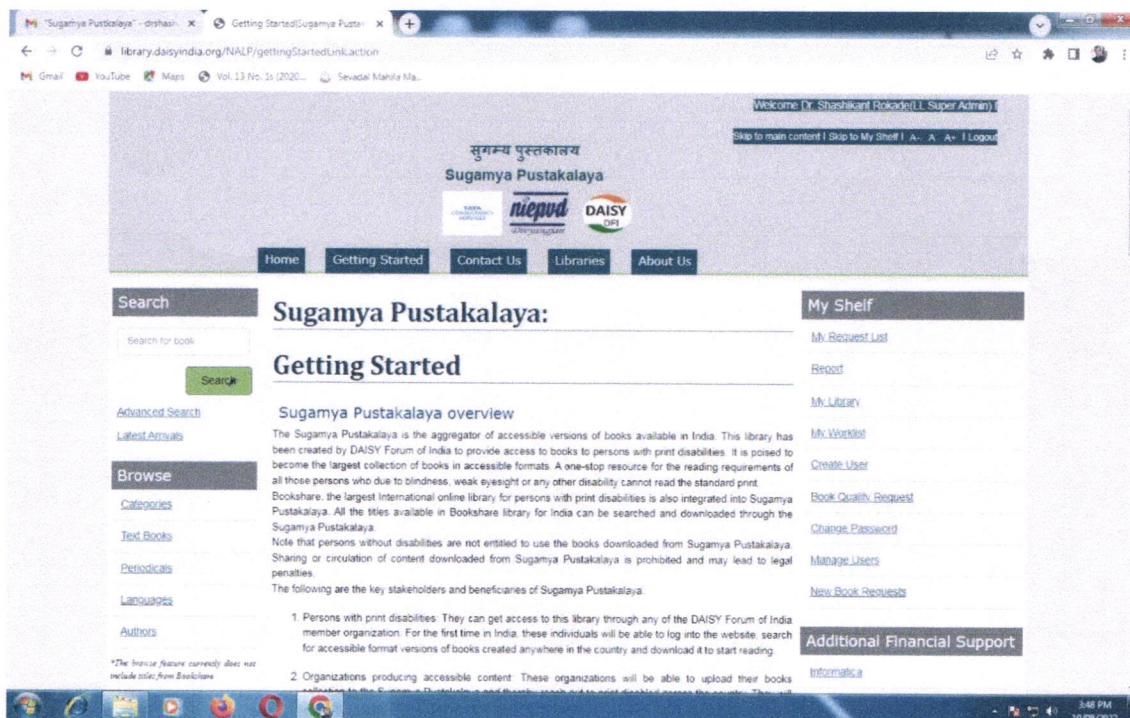 "Sugamya Pustkalaya" - drshasi
Getting Started|Sugamya Pusta
library.daisyindia.org/NALP/gettingStartedLink.action
Gmail
YouTube
Maps
Vol. 13 No. 1s (2020...
Sevadal Mahila Ma...
Welcome Dr. Shashikant Rokade(LL Super Admin) |
Skip to main content | Skip to My Shelf | A- A A+ | Logout
सुगम्य पुस्तकालय
Sugamya Pustakalaya
TATA
CONSULTANCY
SERVICES
niepvd
DAISY
DFI
Home
Getting Started
Contact Us
Libraries
About Us
Search
Search for book
Search
Advanced Search
Latest Arrivals
Browse
Categories
Text Books
Periodicals
Languages
Authors
*The browse feature currently does not
include titles from Bookshare
Sugamya Pustakalaya:
Getting Started
Sugamya Pustakalaya overview
The Sugamya Pustakalaya is the aggregator of accessible versions of books available in India. This library has
been created by DAISY Forum of India to provide access to books to persons with print disabilities. It is poised to
become the largest collection of books in accessible formats. A one-stop resource for the reading requirements of
all those persons who due to blindness, weak eyesight or any other disability cannot read the standard print.
Bookshare, the largest International online library for persons with print disabilities is also integrated into Sugamya
Pustakalaya. All the titles available in Bookshare library for India can be searched and downloaded through the
Sugamya Pustakalaya.
Note that persons without disabilities are not entitled to use the books downloaded from Sugamya Pustakalaya.
Sharing or circulation of content downloaded from Sugamya Pustakalaya is prohibited and may lead to legal
penalties.
The following are the key stakeholders and beneficiaries of Sugamya Pustakalaya.
1. Persons with print disabilities: They can get access to this library through any of the DAISY Forum of India
member organization. For the first time in India, these individuals will be able to log into the website, search
for accessible format versions of books created anywhere in the country and download it to start reading.
2. Organizations producing accessible content: These organizations will be able to upload their books
My Shelf
My Request List
Report
My Library
My Worklist
Create User
Book Quality Request
Change Password
Manage Users
New Book Requests
Additional Financial Support
Informatica
3:48 PM